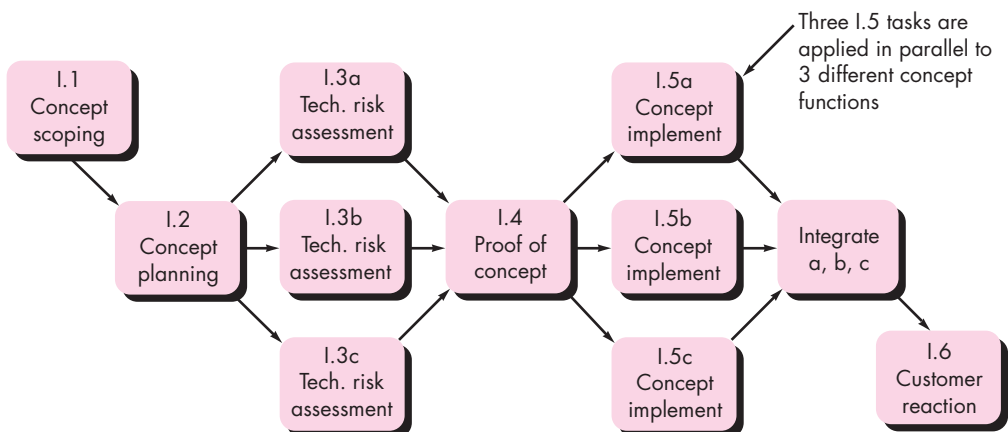 I.1
Concept
scoping
I.2
Concept
planning
I.3a
Tech. risk
assessment
I.3b
Tech. risk
assessment
I.3c
Tech. risk
assessment
I.4
Proof of
concept
I.5a
Concept
implement
I.5b
Concept
implement
I.5c
Concept
implement
Three I.5 tasks are
applied in parallel to
3 different concept
functions
Integrate
a, b, c
I.6
Customer
reaction